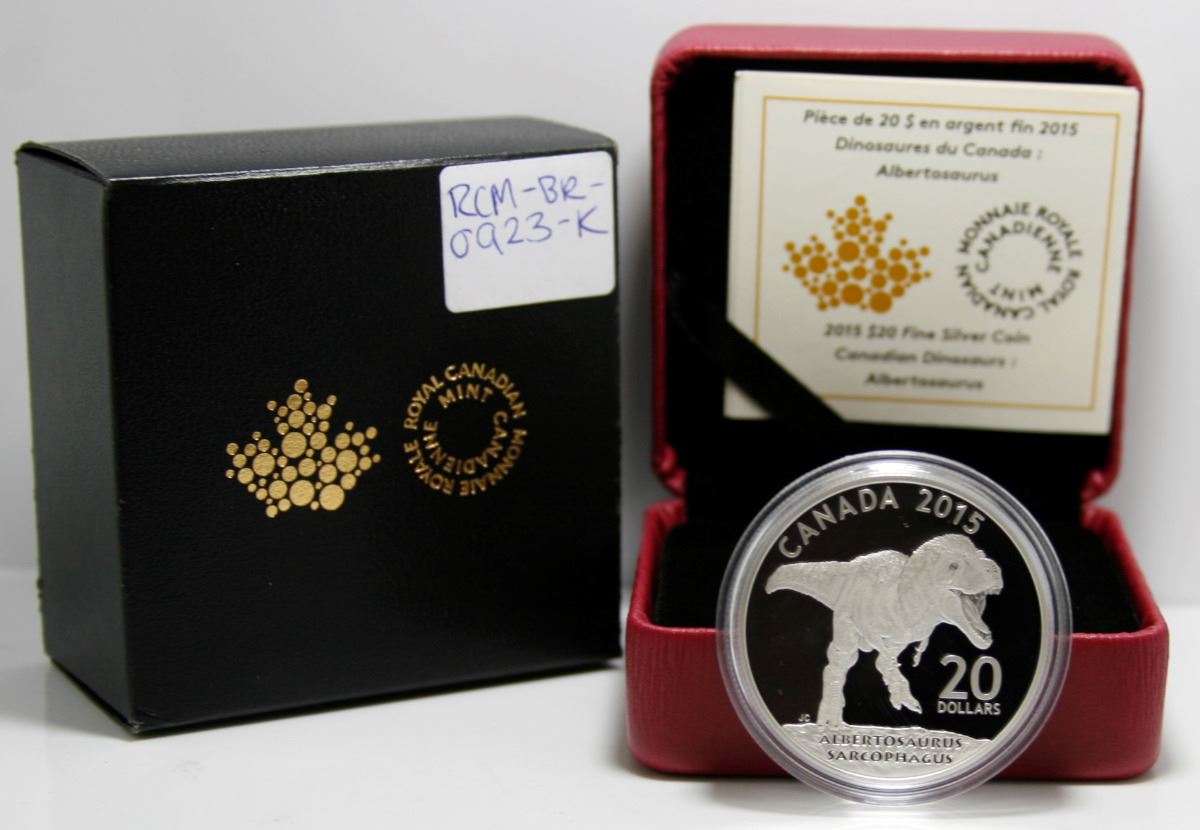 RCM-BR-
0923-K
ROYAL CANADIAN MINT
MONNAIE ROYALE CANADIENNE
Pièce de 20 $ en argent fin 2015
Dinosaures du Canada :
Albertosaurus
MONNAIE ROYALE CANADIENNE
ROYAL CANADIAN MINT
2015 $20 Fine Silver Coin
Canadian Dinosaurs :
Albertosaurus
CANADA 2015
20
DOLLARS
JC
ALBERTOSAURUS
SARCOPHAGUS